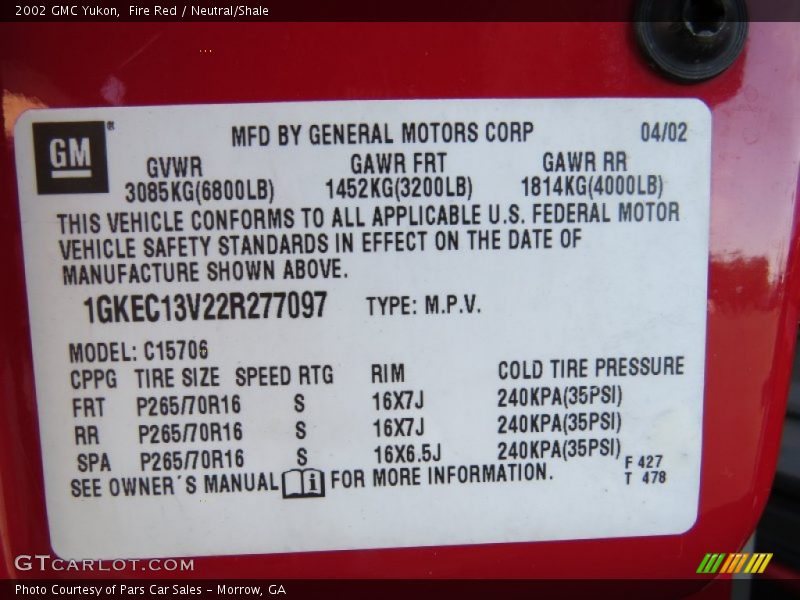 2002 GMC Yukon,  Fire Red / Neutral/Shale
GM®
MFD BY GENERAL MOTORS CORP 04/02
GVWR GAWR FRT GAWR RR
3085KG(6800LB) 1452KG(3200LB) 1814KG(4000LB)
THIS VEHICLE CONFORMS TO ALL APPLICABLE U.S. FEDERAL MOTOR
VEHICLE SAFETY STANDARDS IN EFFECT ON THE DATE OF
MANUFACTURE SHOWN ABOVE.
1GKEC13V22R277097 TYPE: M.P.V.
MODEL: C15706
CPPG TIRE SIZE SPEED RTG RIM COLD TIRE PRESSURE
FRT P265/70R16 S 16X7J 240KPA(35PSI)
RR P265/70R16 S 16X7J 240KPA(35PSI)
SPA P265/70R16 S 16X6.5J 240KPA(35PSI)
SEE OWNER´S MANUAL i FOR MORE INFORMATION.
F 427
T 478
GTCARLOT.COM
Photo Courtesy of Pars Car Sales - Morrow, GA